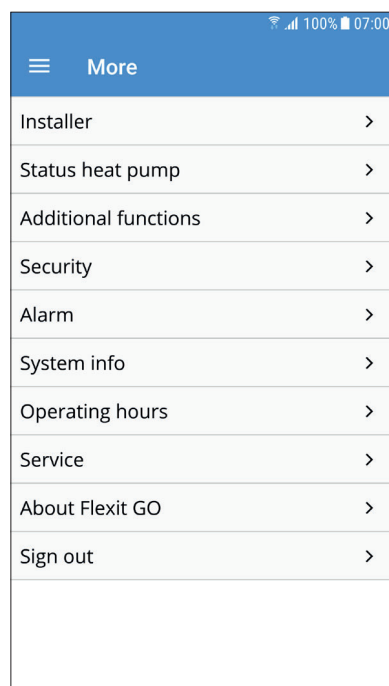 100% 07:00
More
Installer
Status heat pump
Additional functions
Security
Alarm
System info
Operating hours
Service
About Flexit GO
Sign out